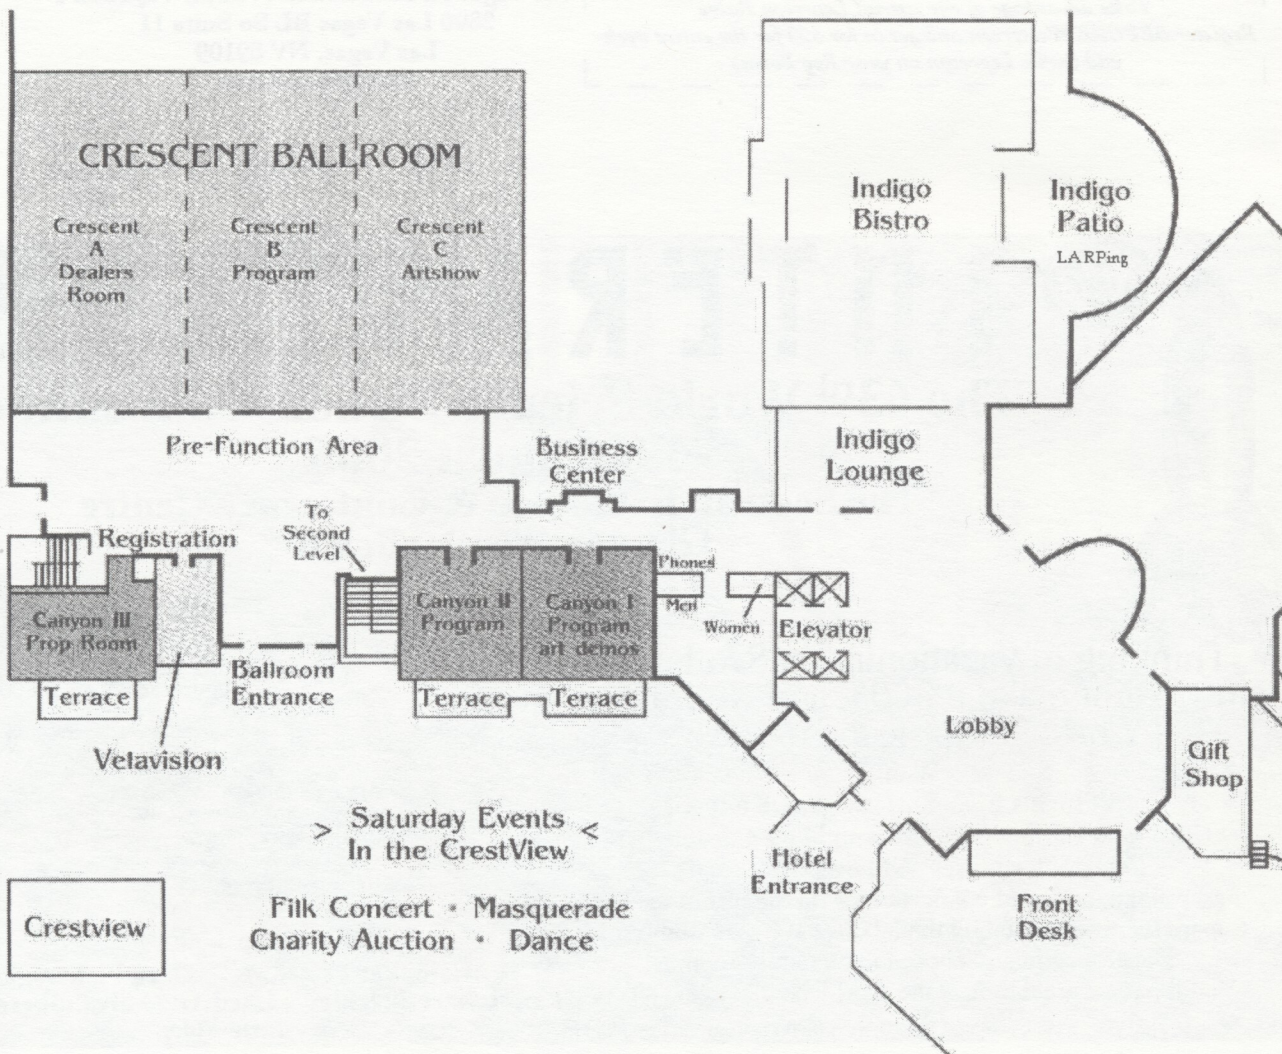 CRESCENT BALLROOM
Crescent
A
Dealers
Room
Crescent
B
Program
Crescent
C
Artshow
Indigo
Bistro
Indigo
Patio
LARPing
Pre-Function Area
Business
Center
Indigo
Lounge
To
Second
Level
Registration
Phones
Men
Women
Elevator
Canyon III
Prop Room
Canyon II
Program
Canyon I
Program
art demos
Ballroom
Entrance
Terrace
Terrace
Terrace
Velavision
Lobby
Gift
Shop
> Saturday Events <
In the CrestView
Hotel
Entrance
Front
Desk
Crestview
Filk Concert • Masquerade
Charity Auction • Dance